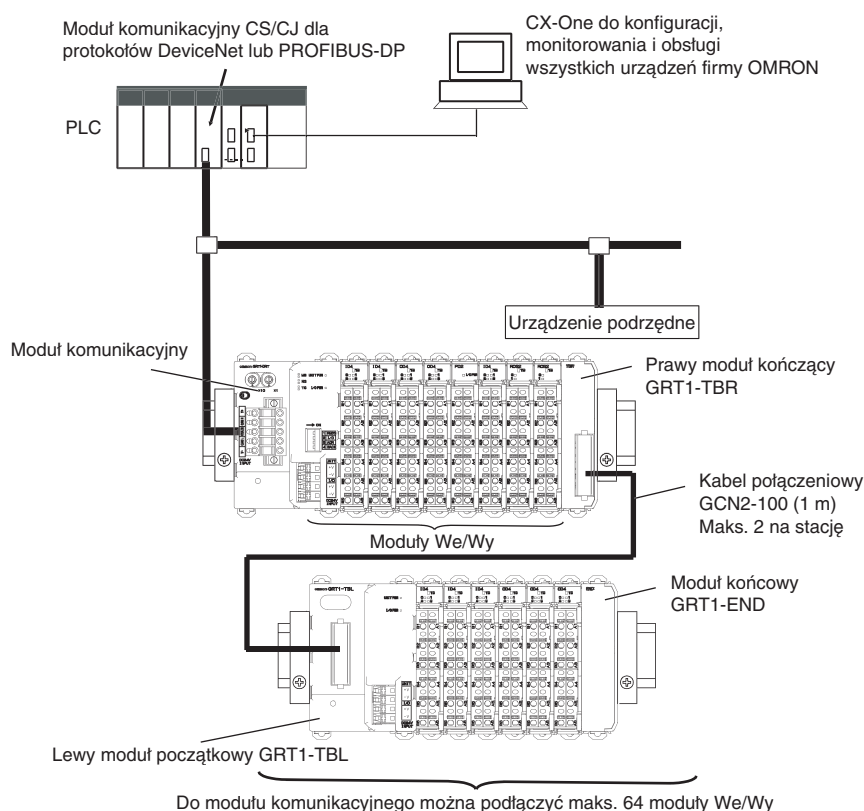 Moduł komunikacyjny CS/CJ dla
protokołów DeviceNet lub PROFIBUS-DP
CX-One do konfiguracji,
monitorowania i obsługi
wszystkich urządzeń firmy OMRON
PLC
Urządzenie podrzędne
Moduł komunikacyjny
Prawy moduł kończący
GRT1-TBR
Kabel połączeniowy
GCN2-100 (1 m)
Maks. 2 na stację
Moduły We/Wy
GRT1-TBL
END
Moduł końcowy
GRT1-END
Lewy moduł początkowy GRT1-TBL
Do modułu komunikacyjnego można podłączyć maks. 64 moduły We/Wy